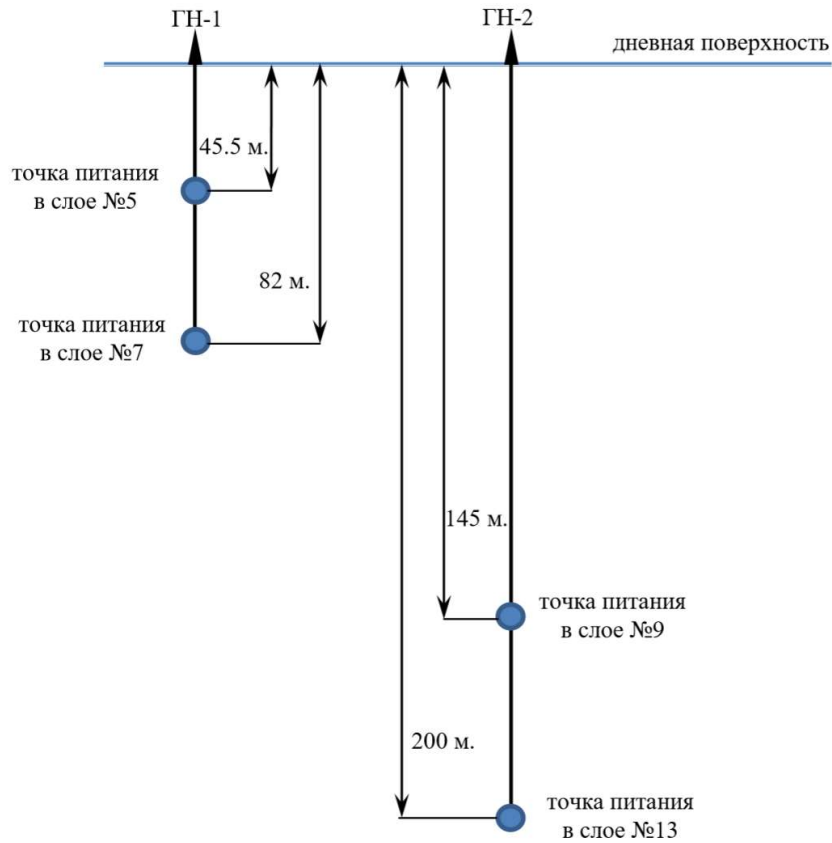 ГН-1
ГН-2
дневная поверхность
45.5 м.
точка питания
в слое №5
82 м.
точка питания
в слое №7
145 м.
точка питания
в слое №9
200 м.
точка питания
в слое №13